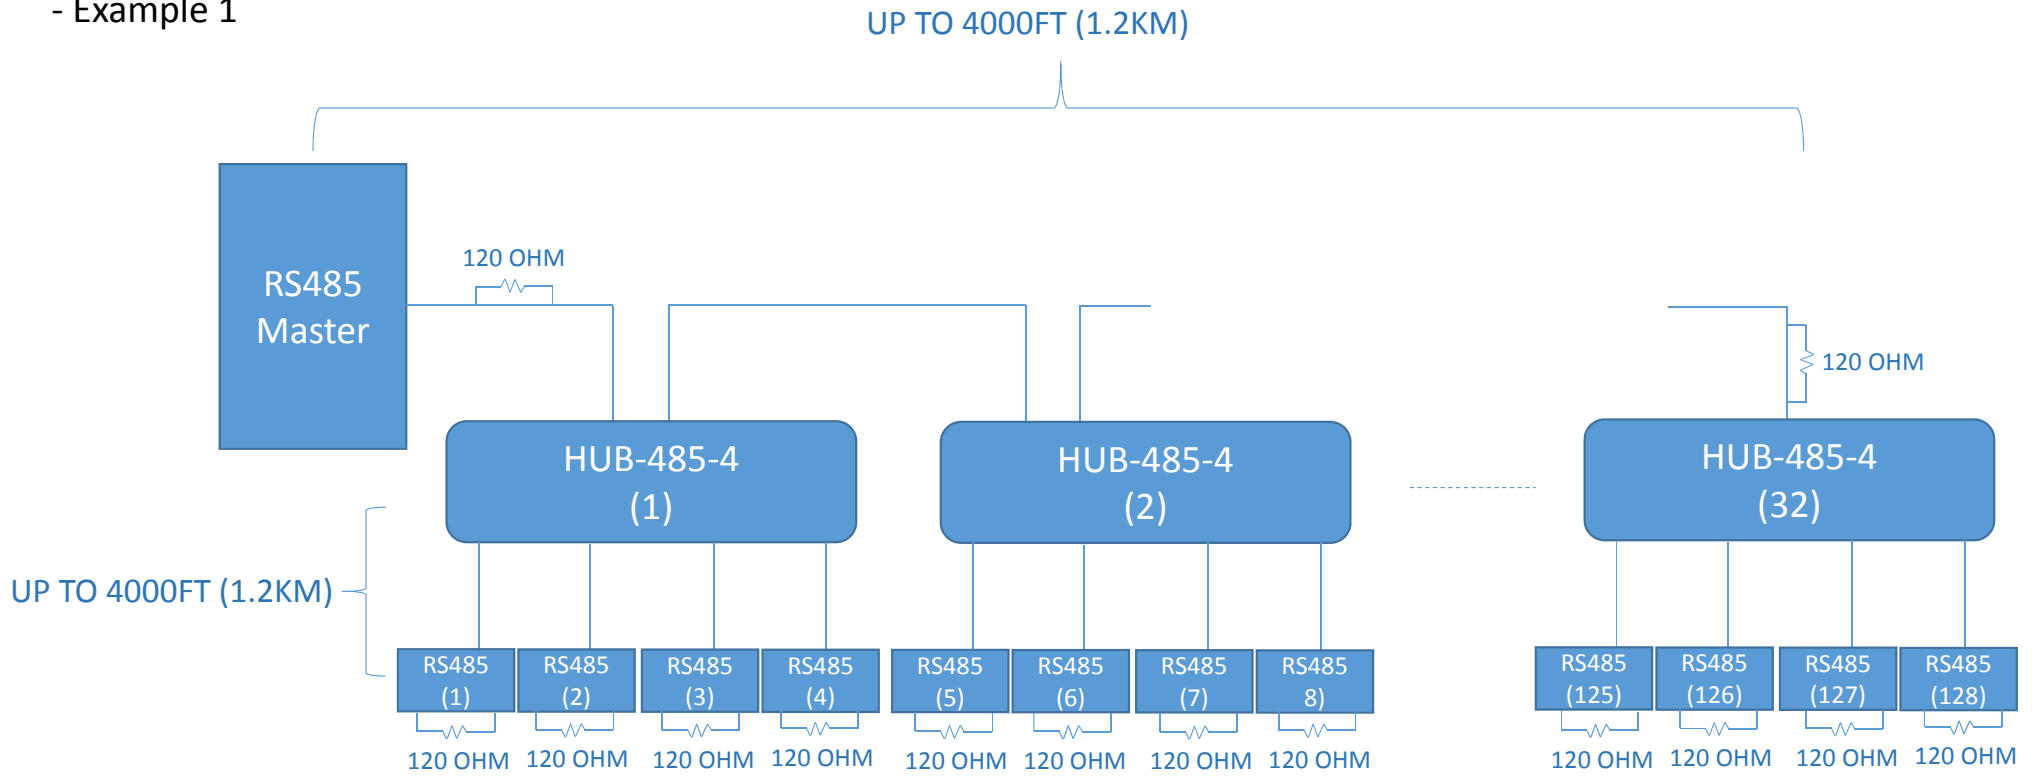 - Example 1
UP TO 4000FT (1.2KM)
RS485
Master
120 OHM
120 OHM
HUB-485-4
(1)
HUB-485-4
(2)
HUB-485-4
(32)
UP TO 4000FT (1.2KM)
RS485
(1)
RS485
(2)
RS485
(3)
RS485
(4)
RS485
(5)
RS485
(6)
RS485
(7)
RS485
8)
RS485
(125)
RS485
(126)
RS485
(127)
RS485
(128)
120 OHM
120 OHM
120 OHM
120 OHM
120 OHM
120 OHM
120 OHM
120 OHM
120 OHM
120 OHM
120 OHM
120 OHM